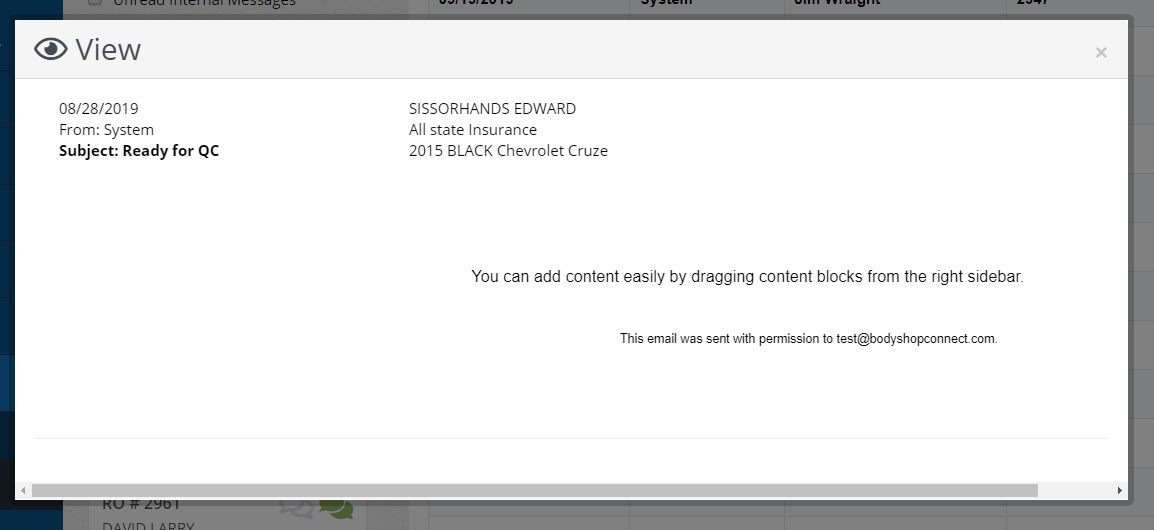 Unread Internal Messages
09/19/2019 System Jim Wraight 2947
View
×
08/28/2019
From: System
Subject: Ready for QC
SISSORHANDS EDWARD
All state Insurance
2015 BLACK Chevrolet Cruze
You can add content easily by dragging content blocks from the right sidebar.
This email was sent with permission to test@bodyshopconnect.com.
RO # 2961
DAVID LARRY